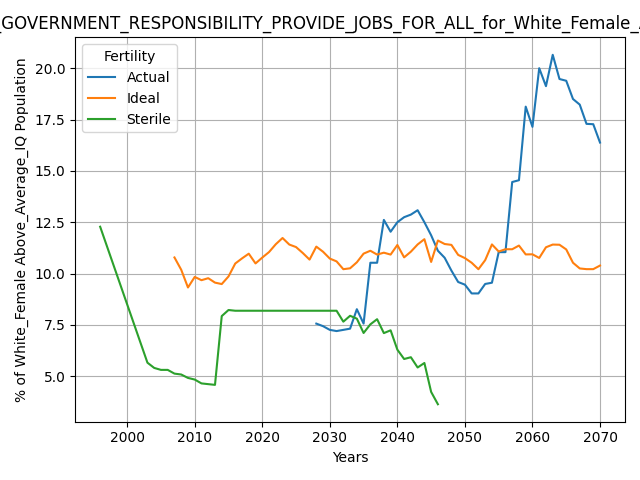 _GOVERNMENT_RESPONSIBILITY_PROVIDE_JOBS_FOR_ALL_for_White_Female_
Fertility
Actual
Ideal
Sterile
% of White_Female Above_Average_IQ Population
20.0
17.5
15.0
12.5
10.0
7.5
5.0
2000 2010 2020 2030 2040 2050 2060 2070
Years